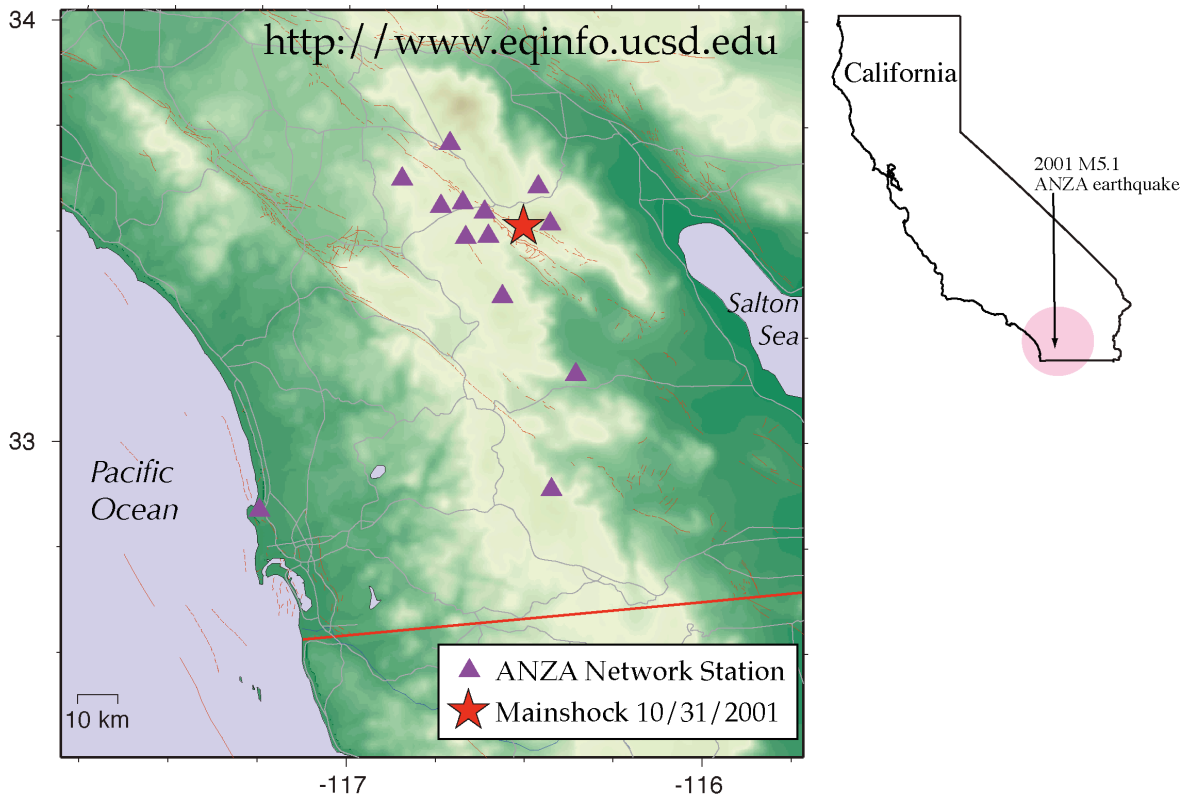 http://www.eqinfo.ucsd.edu
34
33
-117
-116
Pacific
Ocean
Salton
Sea
10 km
ANZA Network Station
Mainshock 10/31/2001
California
2001 M5.1
ANZA earthquake